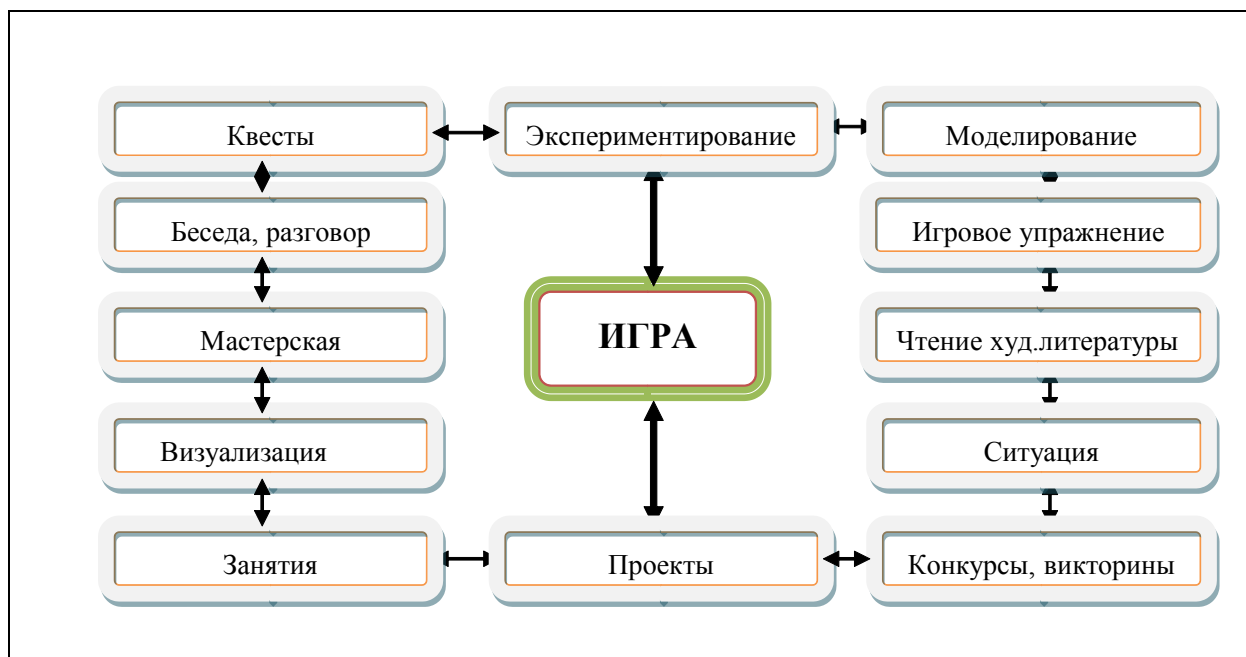 Квесты
Экспериментирование
Моделирование
Беседа, разговор
Игровое упражнение
ИГРА
Мастерская
Чтение худ.литературы
Визуализация
Ситуация
Занятия
Проекты
Конкурсы, викторины